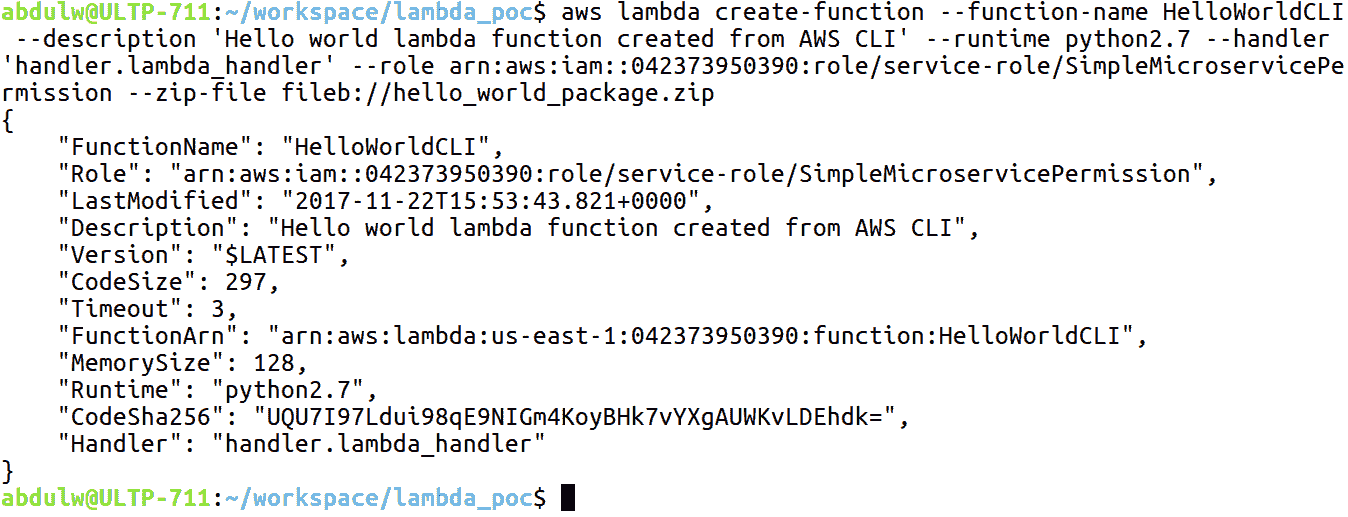 abdulw@ULTP-711:~/workspace/lambda_poc$ aws lambda create-function --function-name HelloWorldCLI
 --description 'Hello world lambda function created from AWS CLI' --runtime python2.7 --handler
'handler.lambda_handler' --role arn:aws:iam::042373950390:role/service-role/SimpleMicroservicePe
rmission --zip-file fileb://hello_world_package.zip
{
    "FunctionName": "HelloWorldCLI",
    "Role": "arn:aws:iam::042373950390:role/service-role/SimpleMicroservicePermission",
    "LastModified": "2017-11-22T15:53:43.821+0000",
    "Description": "Hello world lambda function created from AWS CLI",
    "Version": "$LATEST",
    "CodeSize": 297,
    "Timeout": 3,
    "FunctionArn": "arn:aws:lambda:us-east-1:042373950390:function:HelloWorldCLI",
    "MemorySize": 128,
    "Runtime": "python2.7",
    "CodeSha256": "UQU7I97Ldui98qE9NIGm4KoyBHk7vYXgAUWKvLDEhdk=",
    "Handler": "handler.lambda_handler"
}
abdulw@ULTP-711:~/workspace/lambda_poc$